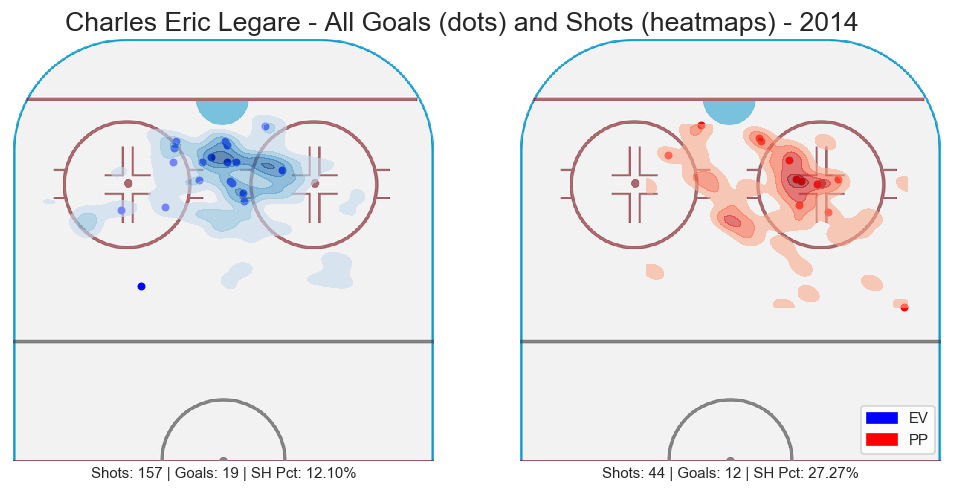 Charles Eric Legare - All Goals (dots) and Shots (heatmaps) - 2014
EV
PP
Shots: 157 | Goals: 19 | SH Pct: 12.10%
Shots: 44 | Goals: 12 | SH Pct: 27.27%